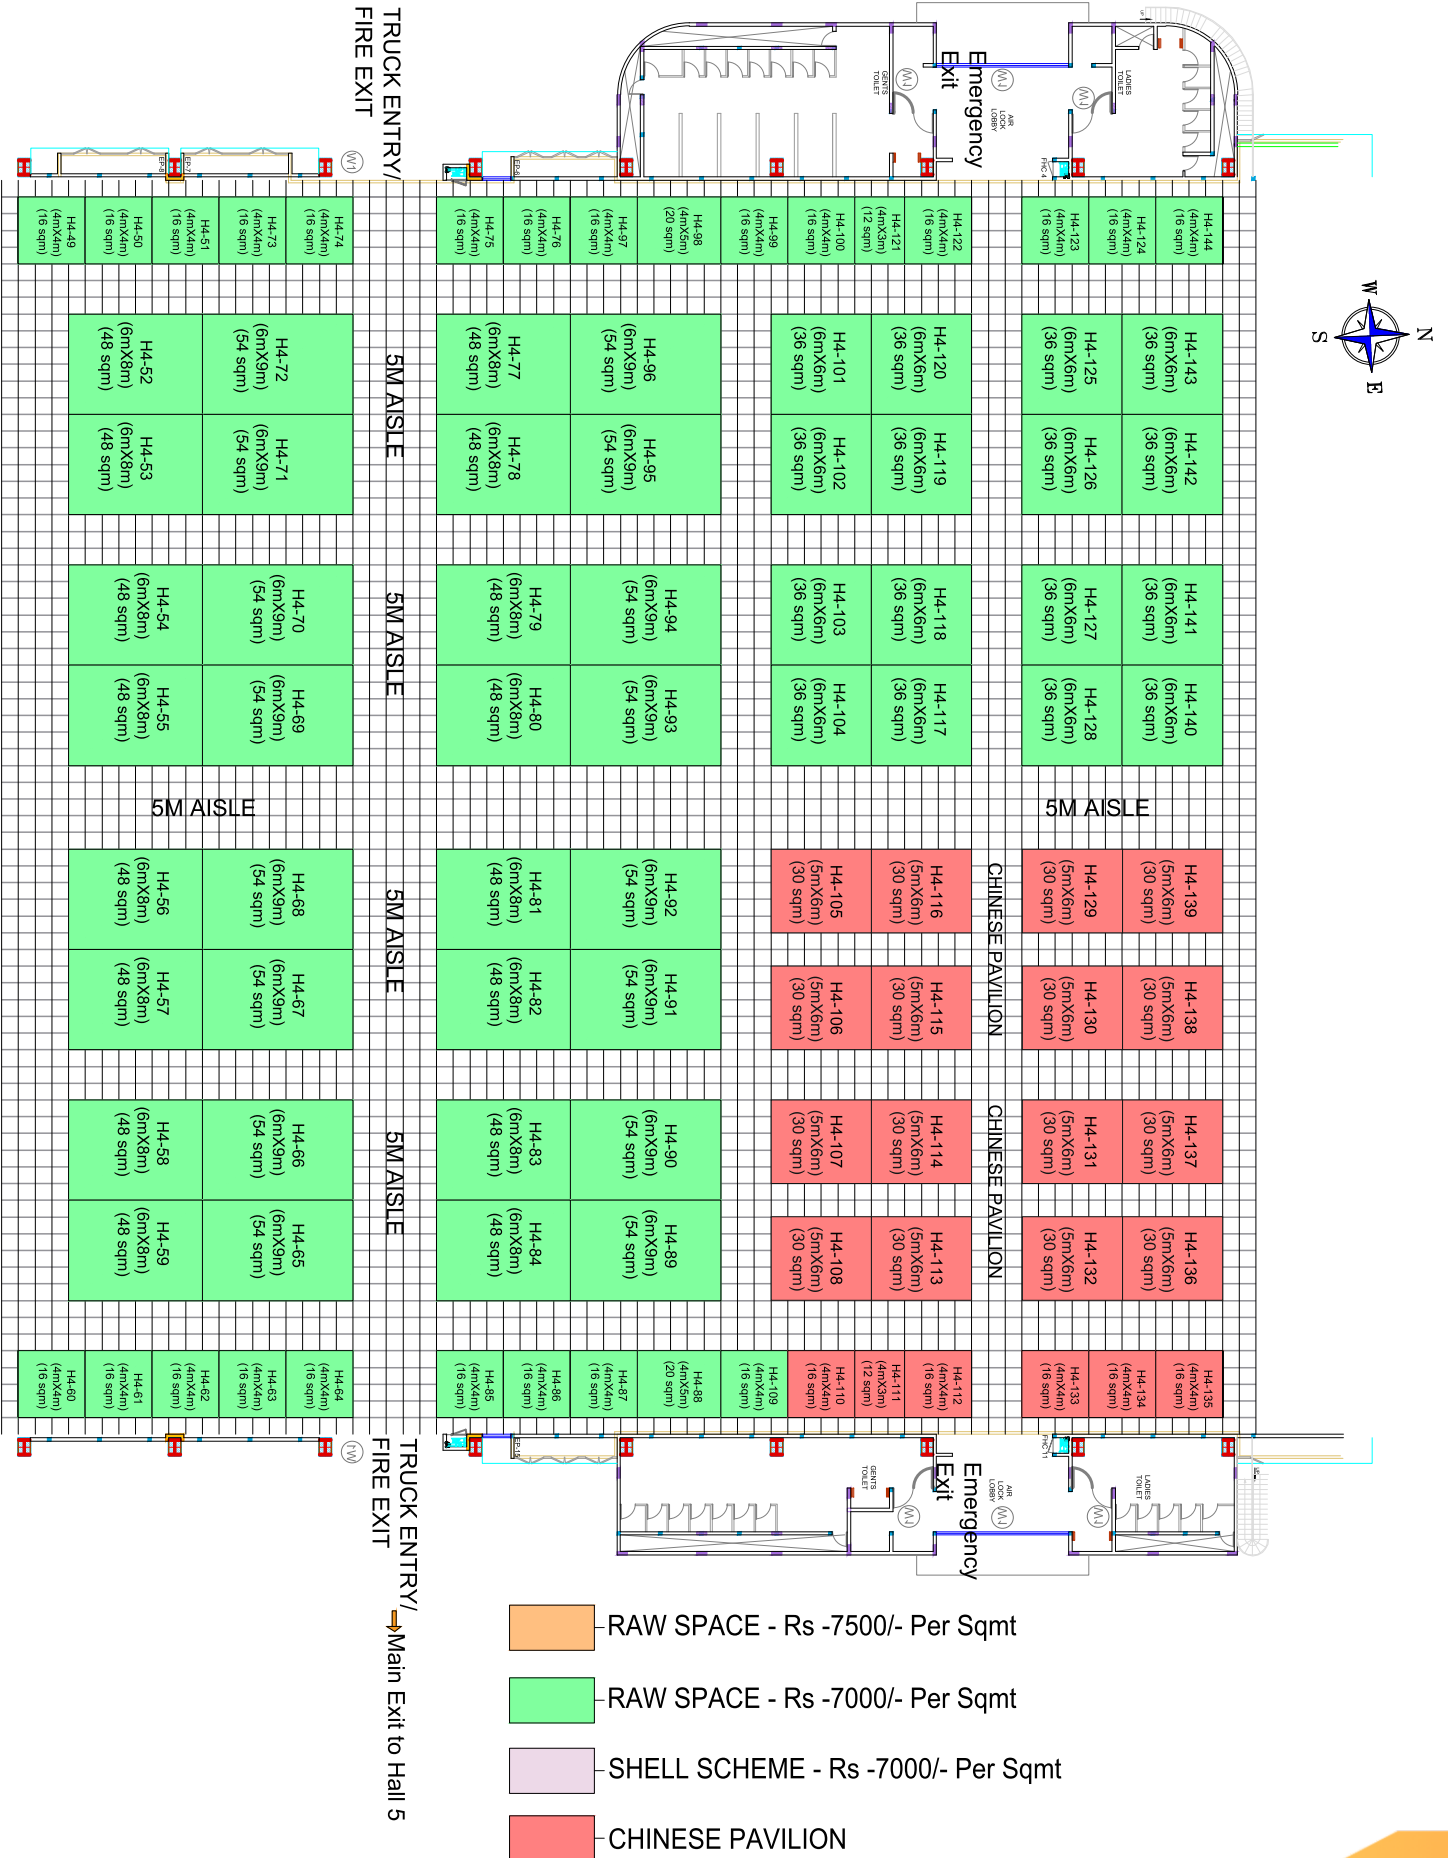 TRUCK ENTRY/
FIRE EXIT
W1
EP-8
EP-7
EP-6
GENTS
TOILET
W1
Emergency
Exit
W1
AIR
LOCK
LOBBY
W1
LADIES
TOILET
UP
FHC 4
H4-49
(4mX4m)
(16 sqm)
H4-50
(4mX4m)
(16 sqm)
H4-51
(4mX4m)
(16 sqm)
H4-73
(4mX4m)
(16 sqm)
H4-74
(4mX4m)
(16 sqm)
H4-75
(4mX4m)
(16 sqm)
H4-76
(4mX4m)
(16 sqm)
H4-97
(4mX4m)
(16 sqm)
H4-98
(4mX5m)
(20 sqm)
H4-99
(4mX4m)
(16 sqm)
H4-100
(4mX4m)
(16 sqm)
H4-121
(4mX3m)
(12 sqm)
H4-122
(4mX4m)
(16 sqm)
H4-123
(4mX4m)
(16 sqm)
H4-124
(4mX4m)
(16 sqm)
H4-144
(4mX4m)
(16 sqm)
W
N
S
E
H4-52
(6mX8m)
(48 sqm)
H4-72
(6mX9m)
(54 sqm)
5M AISLE
H4-77
(6mX8m)
(48 sqm)
H4-96
(6mX9m)
(54 sqm)
H4-101
(6mX6m)
(36 sqm)
H4-120
(6mX6m)
(36 sqm)
H4-125
(6mX6m)
(36 sqm)
H4-143
(6mX6m)
(36 sqm)
H4-53
(6mX8m)
(48 sqm)
H4-71
(6mX9m)
(54 sqm)
H4-78
(6mX8m)
(48 sqm)
H4-95
(6mX9m)
(54 sqm)
H4-102
(6mX6m)
(36 sqm)
H4-119
(6mX6m)
(36 sqm)
H4-126
(6mX6m)
(36 sqm)
H4-142
(6mX6m)
(36 sqm)
H4-54
(6mX8m)
(48 sqm)
H4-70
(6mX9m)
(54 sqm)
5M AISLE
H4-79
(6mX8m)
(48 sqm)
H4-94
(6mX9m)
(54 sqm)
H4-103
(6mX6m)
(36 sqm)
H4-118
(6mX6m)
(36 sqm)
H4-127
(6mX6m)
(36 sqm)
H4-141
(6mX6m)
(36 sqm)
H4-55
(6mX8m)
(48 sqm)
H4-69
(6mX9m)
(54 sqm)
H4-80
(6mX8m)
(48 sqm)
H4-93
(6mX9m)
(54 sqm)
H4-104
(6mX6m)
(36 sqm)
H4-117
(6mX6m)
(36 sqm)
H4-128
(6mX6m)
(36 sqm)
H4-140
(6mX6m)
(36 sqm)
5M AISLE
5M AISLE
H4-56
(6mX8m)
(48 sqm)
H4-68
(6mX9m)
(54 sqm)
5M AISLE
H4-81
(6mX8m)
(48 sqm)
H4-92
(6mX9m)
(54 sqm)
H4-105
(5mX6m)
(30 sqm)
H4-116
(5mX6m)
(30 sqm)
CHINESE PAVILION
H4-129
(5mX6m)
(30 sqm)
H4-139
(5mX6m)
(30 sqm)
H4-57
(6mX8m)
(48 sqm)
H4-67
(6mX9m)
(54 sqm)
H4-82
(6mX8m)
(48 sqm)
H4-91
(6mX9m)
(54 sqm)
H4-106
(5mX6m)
(30 sqm)
H4-115
(5mX6m)
(30 sqm)
H4-130
(5mX6m)
(30 sqm)
H4-138
(5mX6m)
(30 sqm)
H4-58
(6mX8m)
(48 sqm)
H4-66
(6mX9m)
(54 sqm)
5M AISLE
H4-83
(6mX8m)
(48 sqm)
H4-90
(6mX9m)
(54 sqm)
H4-107
(5mX6m)
(30 sqm)
H4-114
(5mX6m)
(30 sqm)
CHINESE PAVILION
H4-131
(5mX6m)
(30 sqm)
H4-137
(5mX6m)
(30 sqm)
H4-59
(6mX8m)
(48 sqm)
H4-65
(6mX9m)
(54 sqm)
H4-84
(6mX8m)
(48 sqm)
H4-89
(6mX9m)
(54 sqm)
H4-108
(5mX6m)
(30 sqm)
H4-113
(5mX6m)
(30 sqm)
H4-132
(5mX6m)
(30 sqm)
H4-136
(5mX6m)
(30 sqm)
H4-60
(4mX4m)
(16 sqm)
H4-61
(4mX4m)
(16 sqm)
H4-62
(4mX4m)
(16 sqm)
H4-63
(4mX4m)
(16 sqm)
H4-64
(4mX4m)
(16 sqm)
H4-85
(4mX4m)
(16 sqm)
H4-86
(4mX4m)
(16 sqm)
H4-87
(4mX4m)
(16 sqm)
H4-88
(4mX5m)
(20 sqm)
H4-109
(4mX4m)
(16 sqm)
H4-110
(4mX4m)
(16 sqm)
H4-111
(4mX3m)
(12 sqm)
H4-112
(4mX4m)
(16 sqm)
H4-133
(4mX4m)
(16 sqm)
H4-134
(4mX4m)
(16 sqm)
H4-135
(4mX4m)
(16 sqm)
W1
TRUCK ENTRY/
FIRE EXIT
EP-15
GENTS
TOILET
W1
Emergency
Exit
AIR
LOCK
LOBBY
W1
FHC 11
W1
LADIES
TOILET
Main Exit to Hall 5
RAW SPACE - Rs -7500/- Per Sqmt
RAW SPACE - Rs -7000/- Per Sqmt
SHELL SCHEME - Rs -7000/- Per Sqmt
CHINESE PAVILION